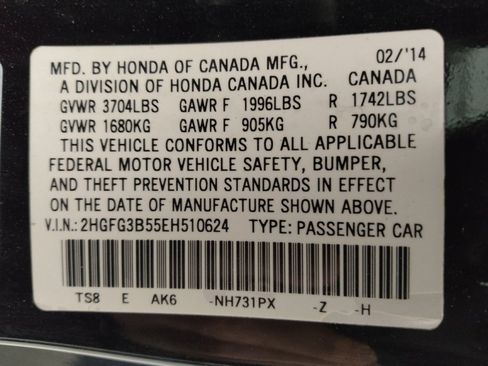 MFD. BY HONDA OF CANADA MFG., 02/'14
A DIVISION OF HONDA CANADA INC. CANADA
GVWR 3704LBS GAWR F 1996LBS R 1742LBS
GVWR 1680KG GAWR F 905KG R 790KG
THIS VEHICLE CONFORMS TO ALL APPLICABLE
FEDERAL MOTOR VEHICLE SAFETY, BUMPER,
AND THEFT PREVENTION STANDARDS IN EFFECT
ON THE DATE OF MANUFACTURE SHOWN ABOVE.
V.I.N.:2HGFG3B55EH510624 TYPE: PASSENGER CAR
TS8 E AK6 -NH731PX -Z -H